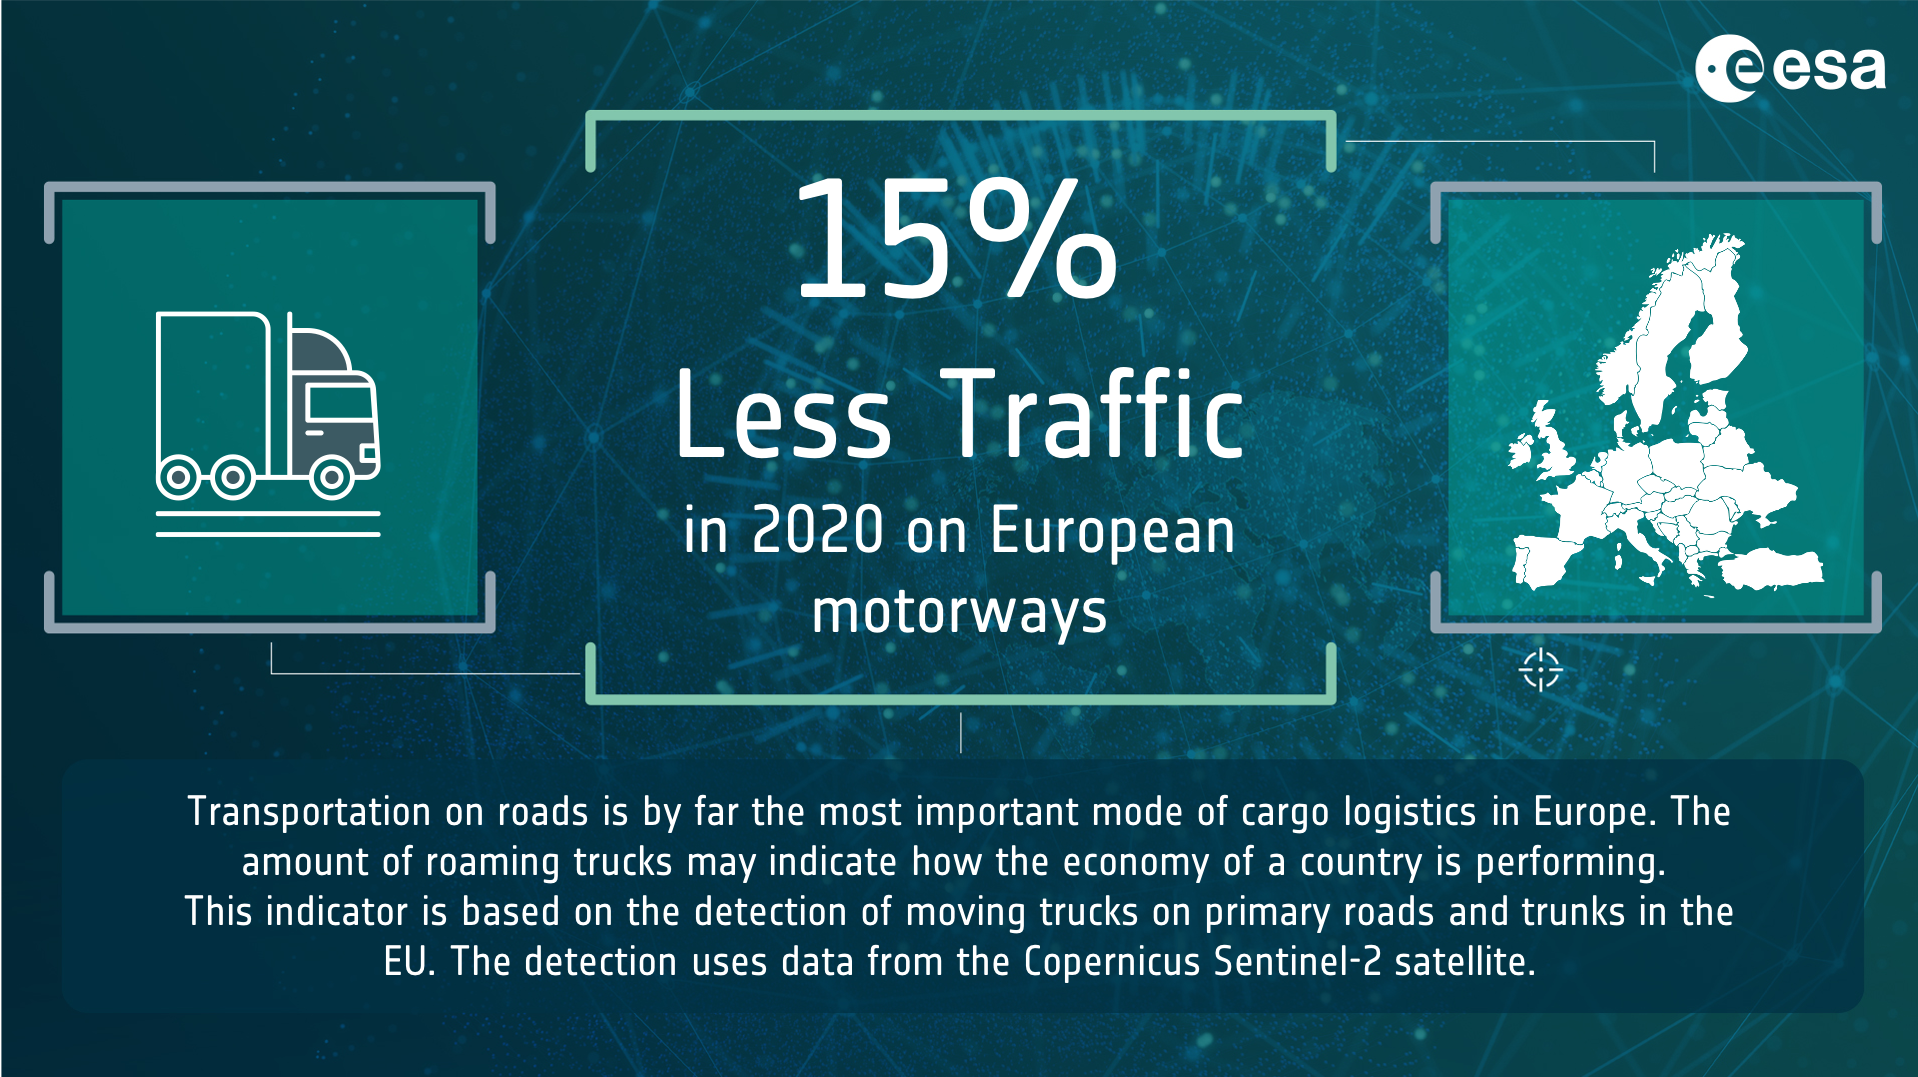 esa
15%
Less Traffic
in 2020 on European
motorways
Transportation on roads is by far the most important mode of cargo logistics in Europe. The
amount of roaming trucks may indicate how the economy of a country is performing.
This indicator is based on the detection of moving trucks on primary roads and trunks in the
EU. The detection uses data from the Copernicus Sentinel-2 satellite.